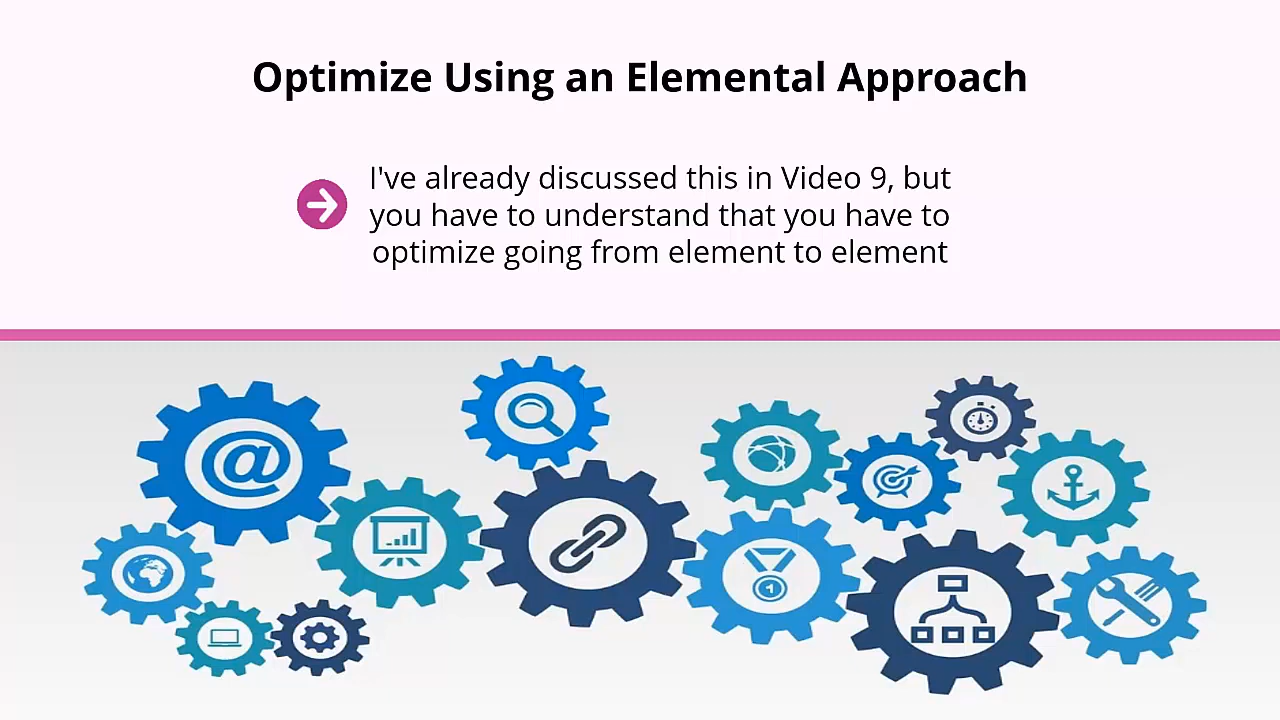 Optimize Using an Elemental Approach
I've already discussed this in Video 9, but
you have to understand that you have to
optimize going from element to element
@
1